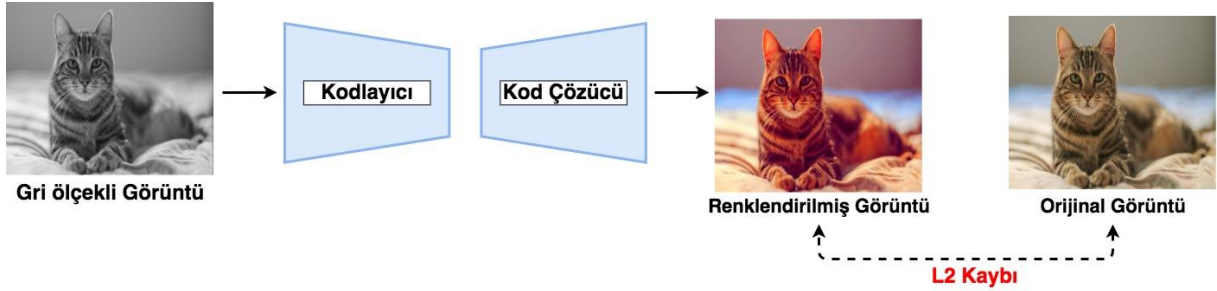 Kodlayıcı
Kod Çözücü
Gri ölçekli Görüntü
Renklendirilmiş Görüntü
Orijinal Görüntü
L2 Kaybı